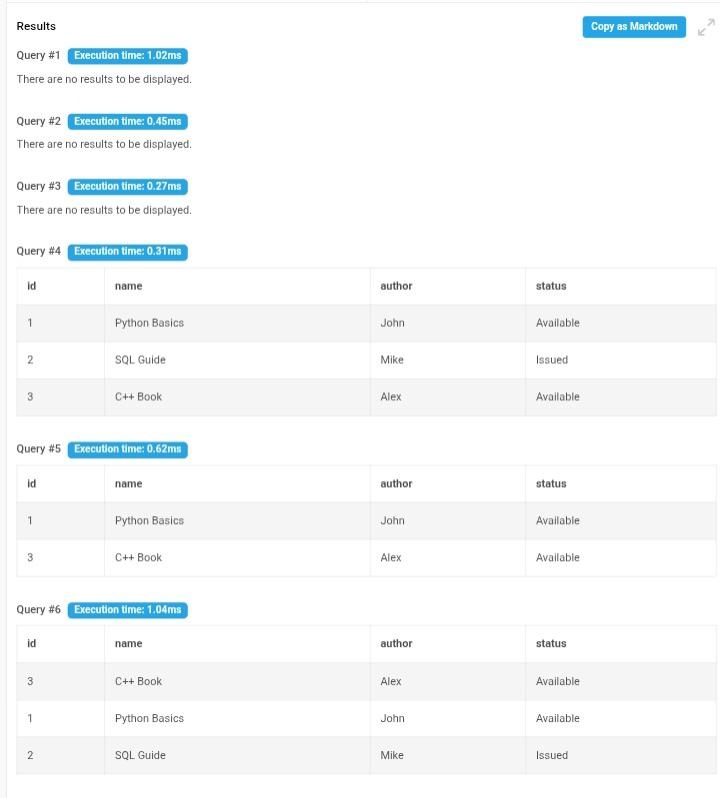 Results Copy as Markdown
Query #1 Execution time: 1.02ms
There are no results to be displayed.
Query #2 Execution time: 0.45ms
There are no results to be displayed.
Query #3 Execution time: 0.27ms
There are no results to be displayed.
Query #4 Execution time: 0.31ms
id name author status
1 Python Basics John Available
2 SQL Guide Mike Issued
3 C++ Book Alex Available
Query #5 Execution time: 0.62ms
id name author status
1 Python Basics John Available
3 C++ Book Alex Available
Query #6 Execution time: 1.04ms
id name author status
3 C++ Book Alex Available
1 Python Basics John Available
2 SQL Guide Mike Issued